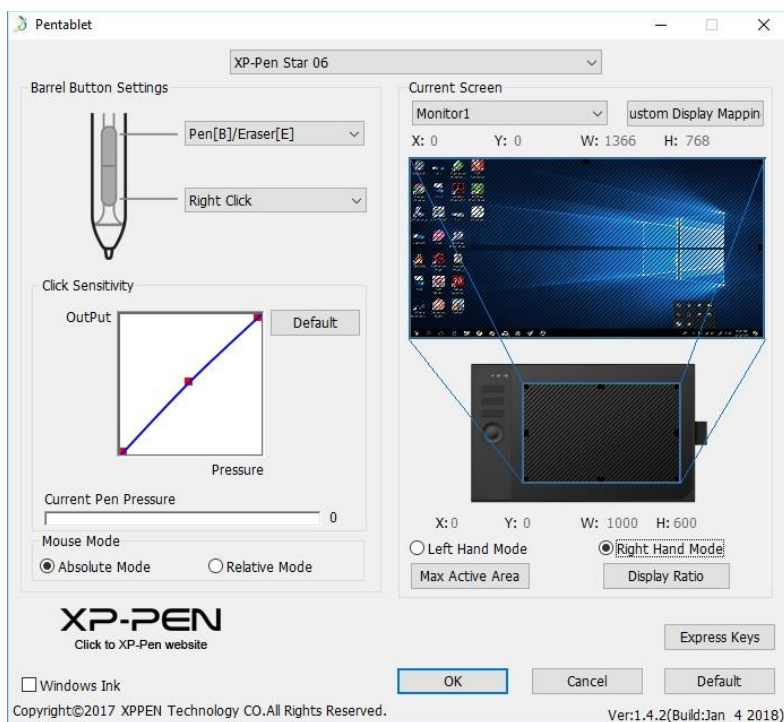 Pentablet
XP-Pen Star 06
Barrel Button Settings
Pen[B]/Eraser[E]
Right Click
Click Sensitivity
OutPut
Default
Pressure
Current Pen Pressure
0
Mouse Mode
Absolute Mode
Relative Mode
XP-PEN
Click to XP-Pen website
Windows Ink
Copyright©2017 XPPEN Technology CO.All Rights Reserved.
Current Screen
Monitor1
ustom Display Mappin
X: 0 Y: 0 W: 1366 H: 768
X: 0 Y: 0 W: 1000 H: 600
Left Hand Mode
Right Hand Mode
Max Active Area
Display Ratio
Express Keys
OK
Cancel
Default
Ver:1.4.2(Build:Jan 4 2018)